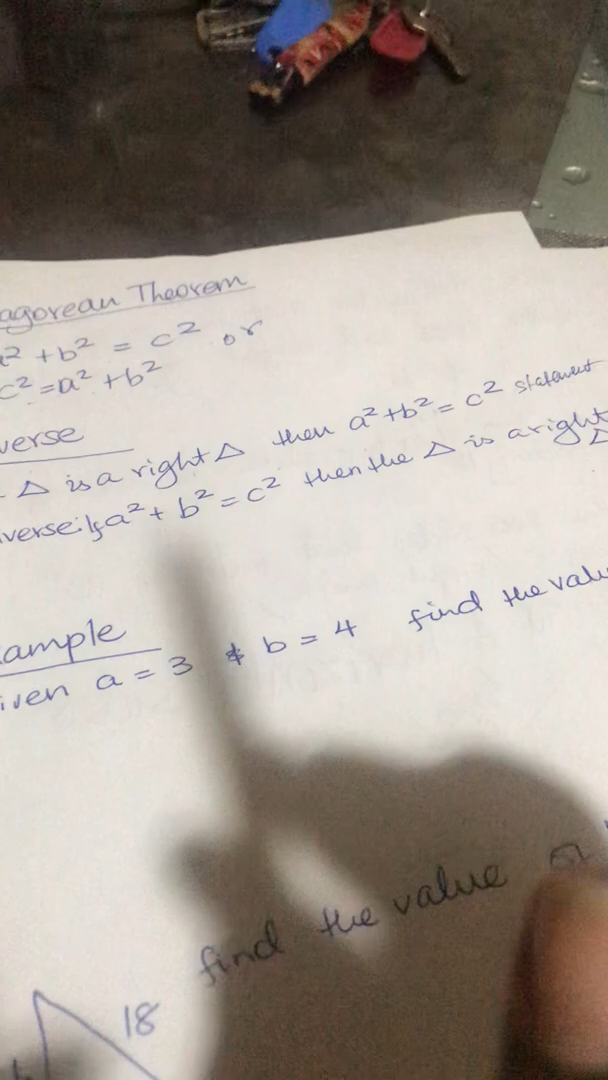 agorean Theorem
a² + b² = c² or
c² = a² + b²
verse
Δ is a right Δ then a² + b² = c² statement
verse: If a² + b² = c² then the Δ is a right
Δ
ample
iven a = 3 & b = 4 find the valu
find the value
18